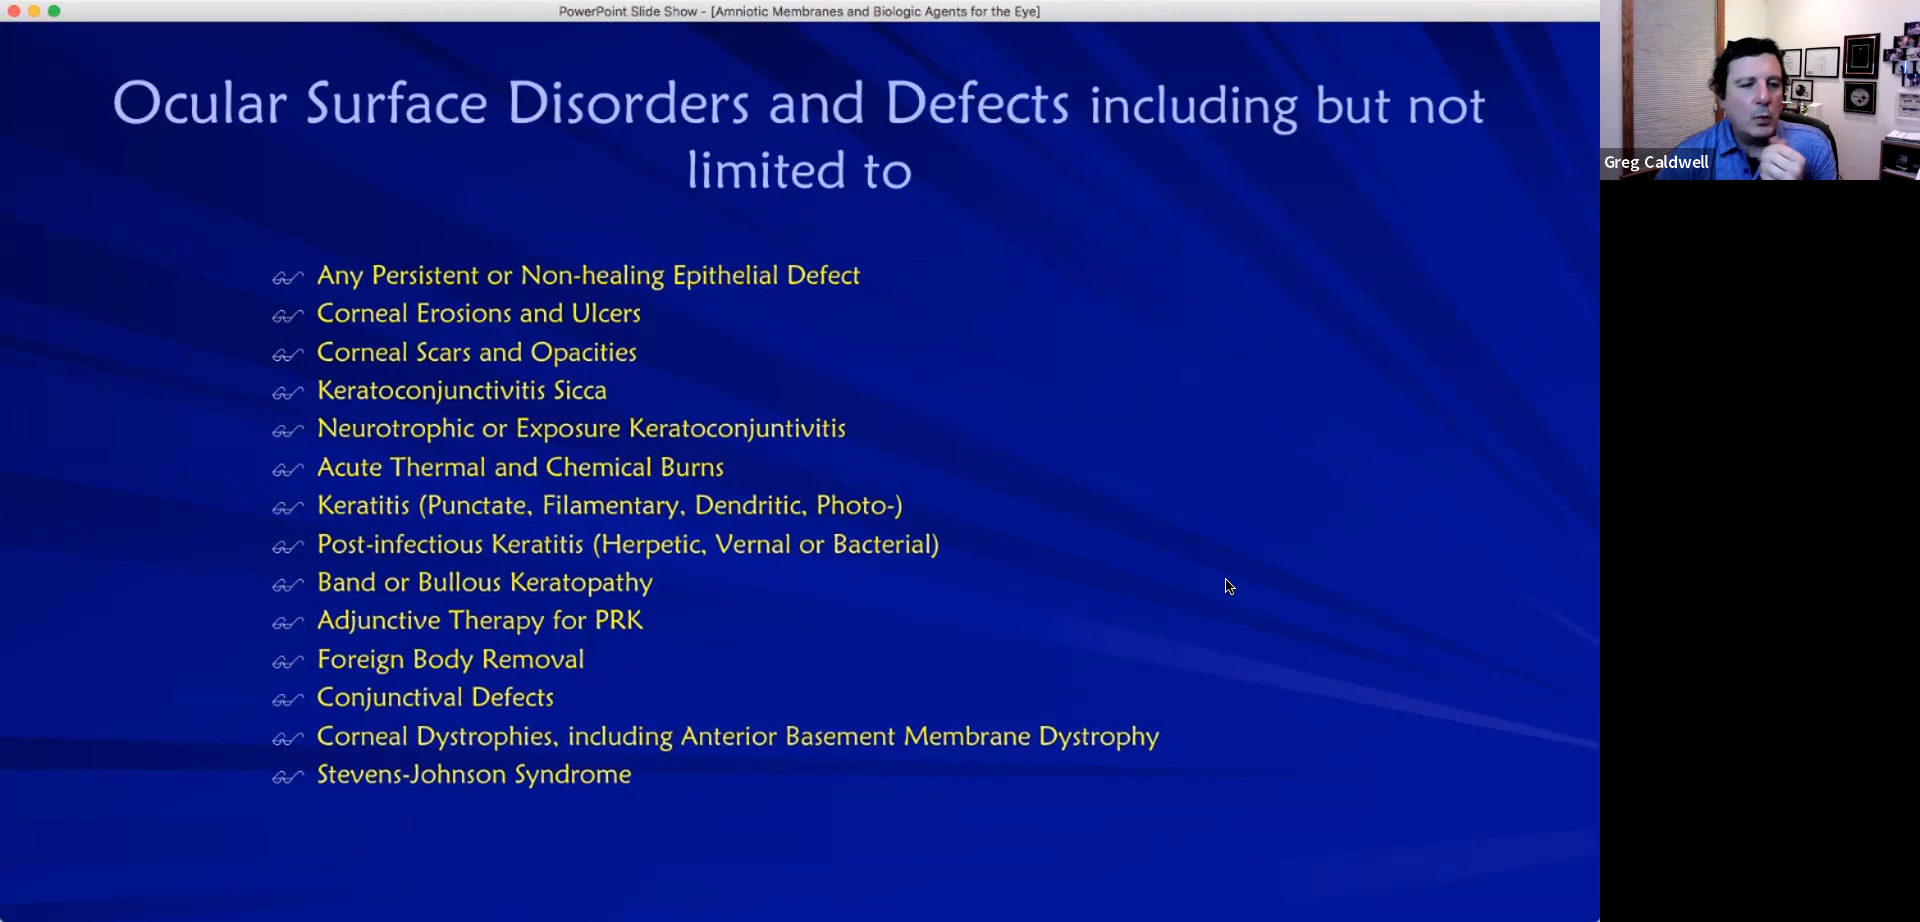 PowerPoint Slide Show - [Amniotic Membranes and Biologic Agents for the Eye]
Ocular Surface Disorders and Defects including but not
limited to
Any Persistent or Non-healing Epithelial Defect
Corneal Erosions and Ulcers
Corneal Scars and Opacities
Keratoconjunctivitis Sicca
Neurotrophic or Exposure Keratoconjuntivitis
Acute Thermal and Chemical Burns
Keratitis (Punctate, Filamentary, Dendritic, Photo-)
Post-infectious Keratitis (Herpetic, Vernal or Bacterial)
Band or Bullous Keratopathy
Adjunctive Therapy for PRK
Foreign Body Removal
Conjunctival Defects
Corneal Dystrophies, including Anterior Basement Membrane Dystrophy
Stevens-Johnson Syndrome
Greg Caldwell